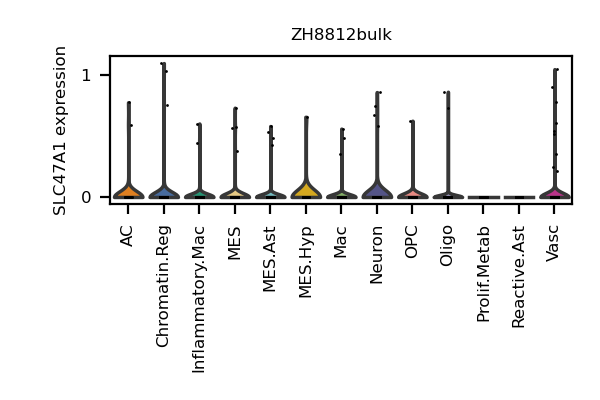 ZH8812bulk
SLC47A1 expression
1
0
AC
Chromatin.Reg
Inflammatory.Mac
MES
MES.Ast
MES.Hyp
Mac
Neuron
OPC
Oligo
Prolif.Metab
Reactive.Ast
Vasc